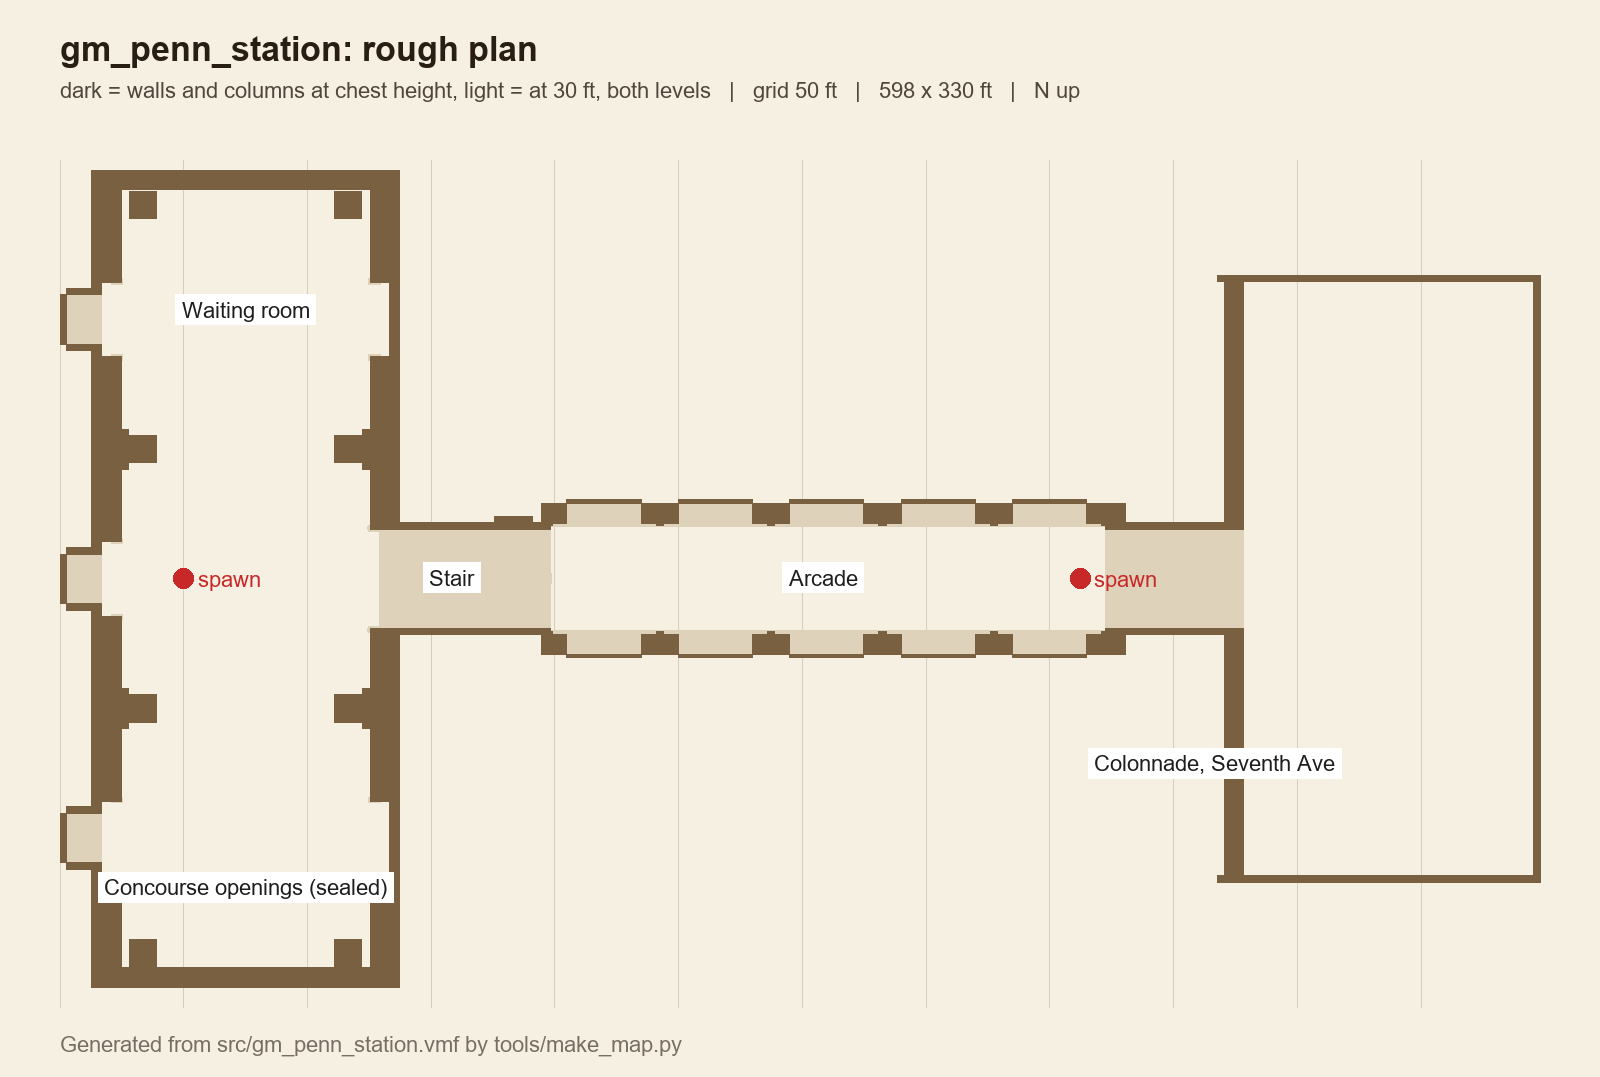 gm_penn_station: rough plan
dark = walls and columns at chest height, light = at 30 ft, both levels | grid 50 ft | 598 x 330 ft | N up
Waiting room
spawn
Stair
Arcade
spawn
Colonnade, Seventh Ave
Concourse openings (sealed)
Generated from src/gm_penn_station.vmf by tools/make_map.py